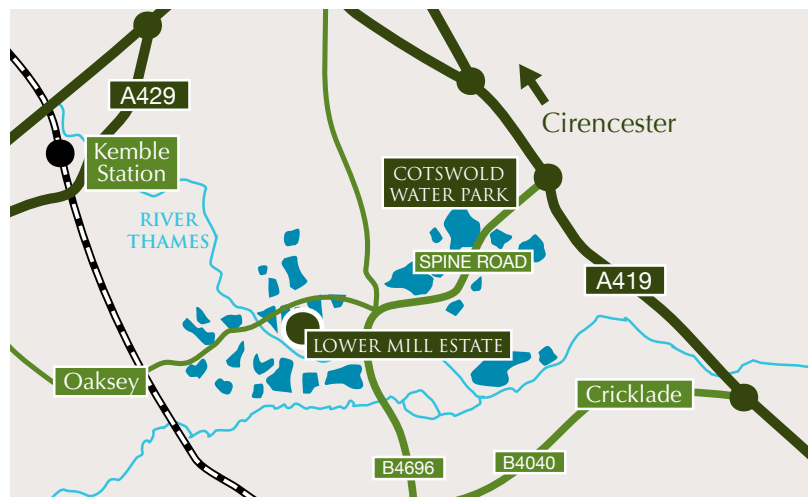 A429
Cirencester
Kemble
Station
COTSWOLD
WATER PARK
RIVER
THAMES
SPINE ROAD
A419
LOWER MILL ESTATE
Oaksey
Cricklade
B4696
B4040